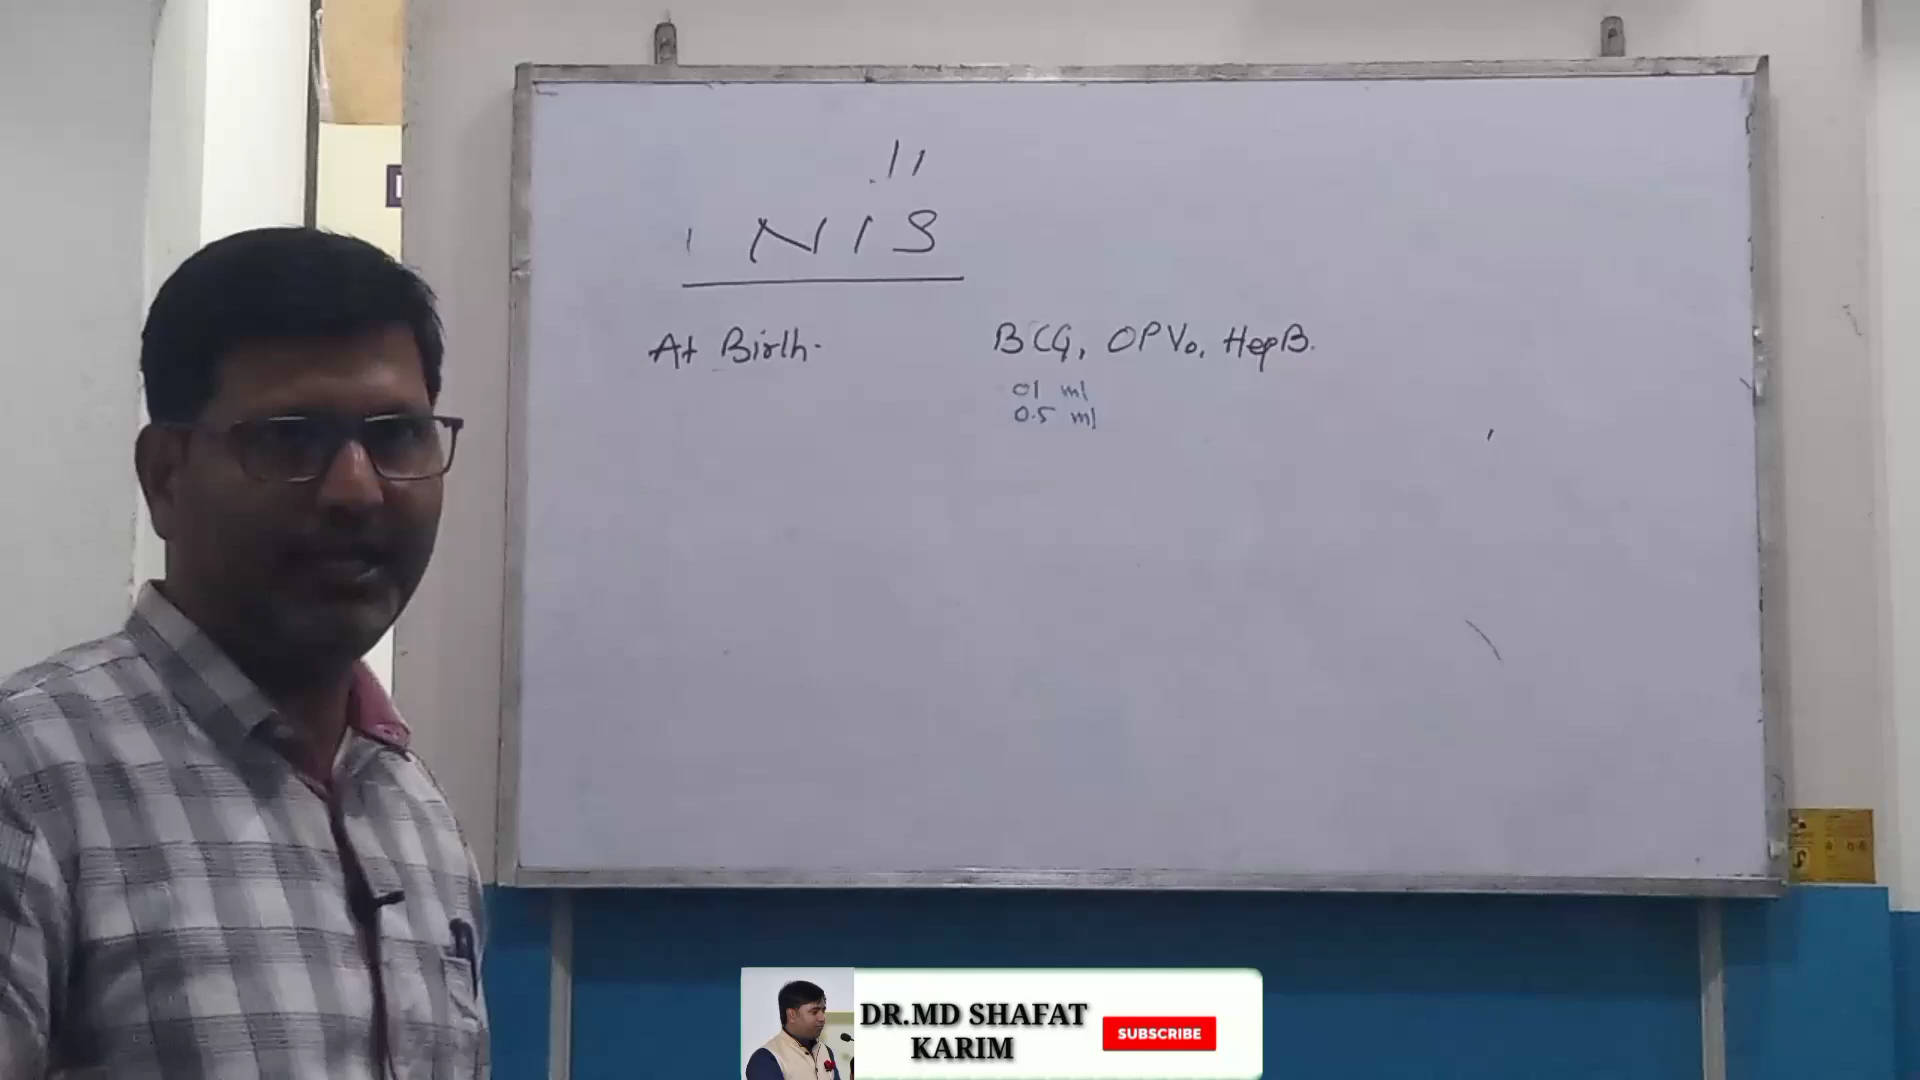 NIS
At Birth.
BCG, OPV0, HepB.
01 ml
0.5 ml
DR.MD SHAFAT
KARIM
SUBSCRIBE